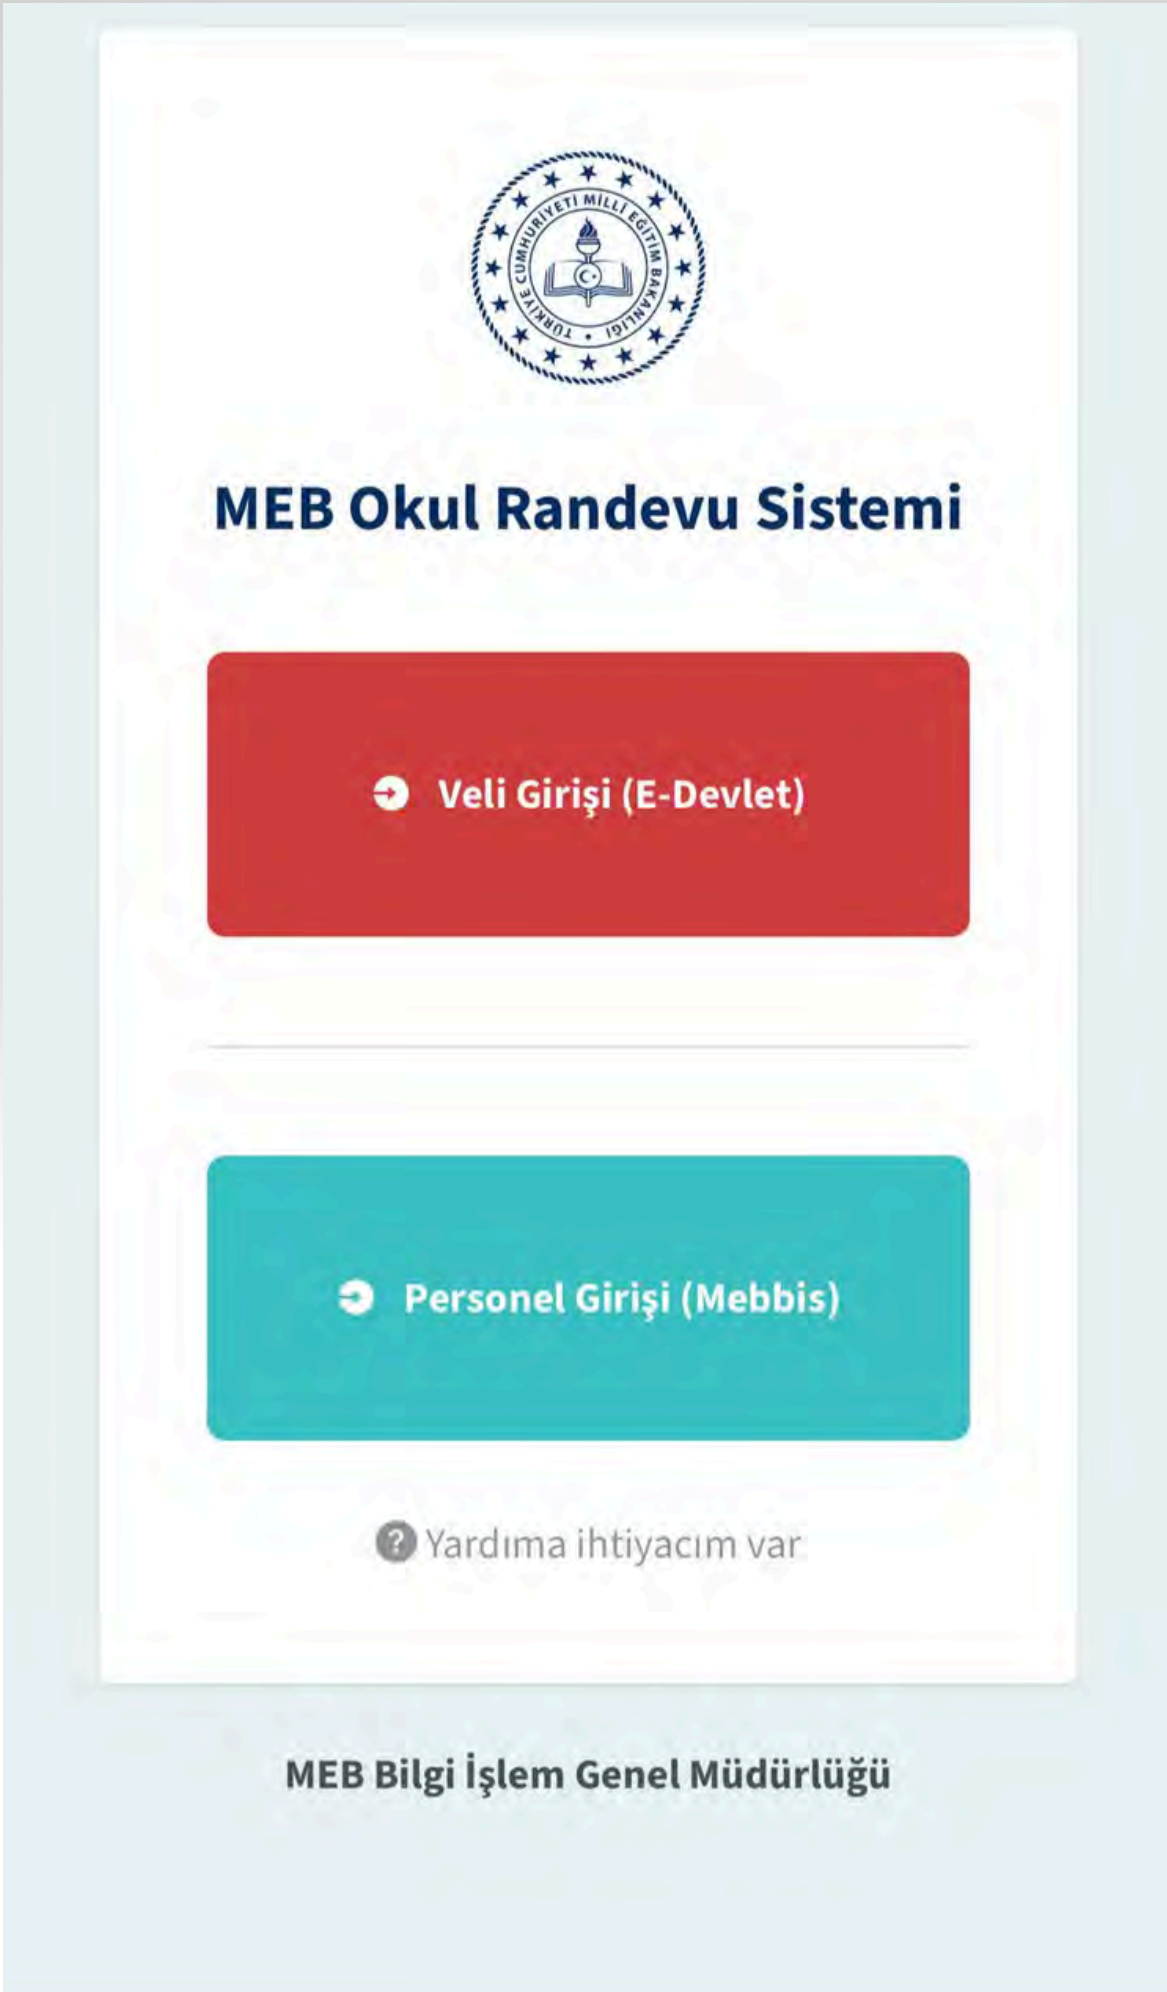 TÜRKİYE CUMHURİYETİ MİLLİ EĞİTİM BAKANLIĞI
MEB Okul Randevu Sistemi
Veli Girişi (E-Devlet)
Personel Girişi (Mebbis)
Yardıma ihtiyacım var
MEB Bilgi İşlem Genel Müdürlüğü